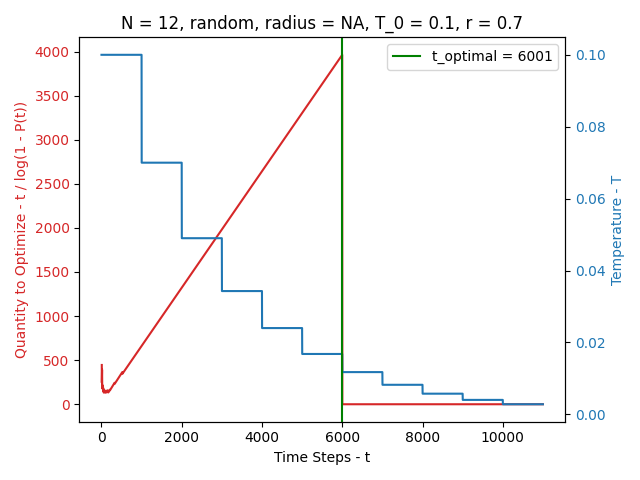 N = 12, random, radius = NA, T_0 = 0.1, r = 0.7
t_optimal = 6001
Quantity to Optimize - t / log(1 - P(t))
4000
3500
3000
2500
2000
1500
1000
500
0
0.10
0.08
0.06
0.04
0.02
0.00
Temperature - T
0 2000 4000 6000 8000 10000
Time Steps - t